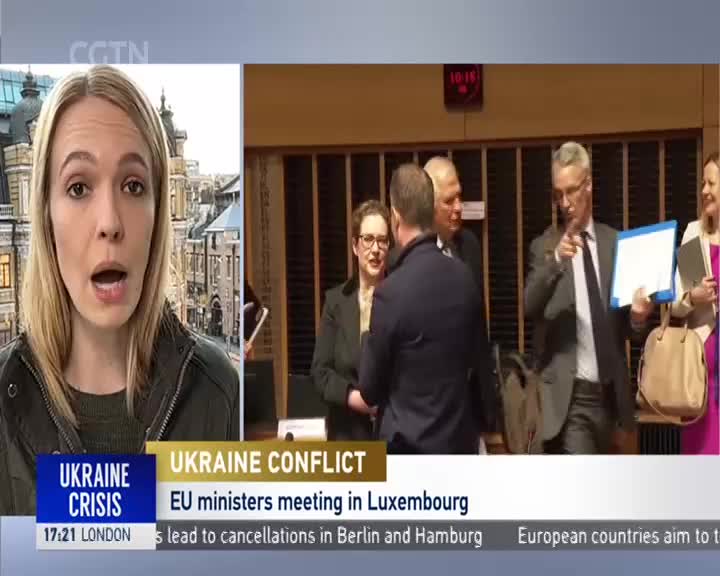 CGTN
10:18
UKRAINE CONFLICT
UKRAINE
CRISIS
EU ministers meeting in Luxembourg
17:21 LONDON
s lead to cancellations in Berlin and Hamburg European countries aim to t